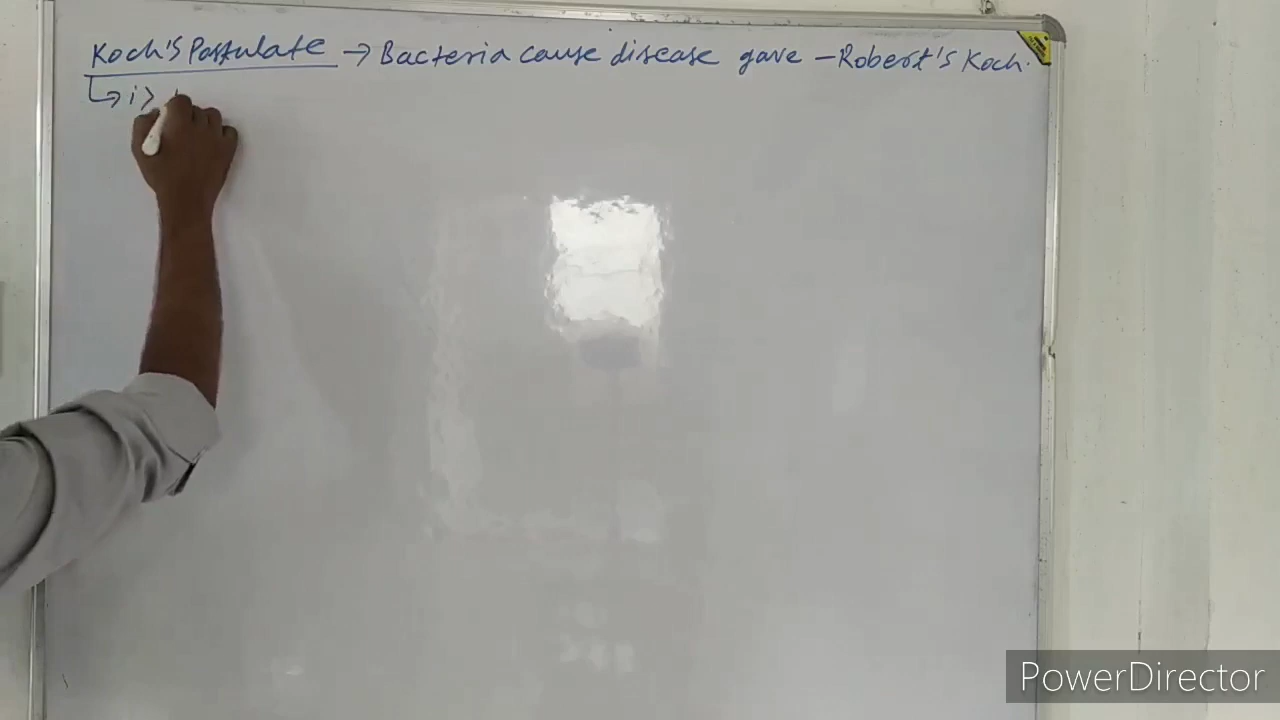 Koch's Postulate → Bacteria cause disease gave – Robert's Koch.
↳ i>
PowerDirector